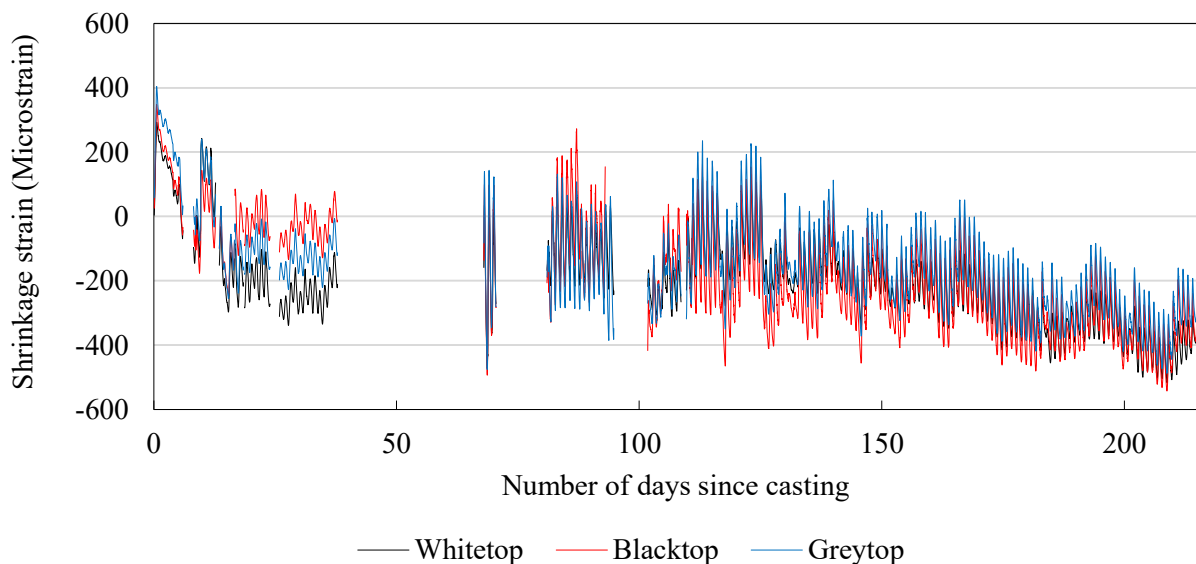 Shrinkage strain (Microstrain)
600
400
200
0
-200
-400
-600
0 50 100 150 200
Number of days since casting
Whitetop Blacktop Greytop